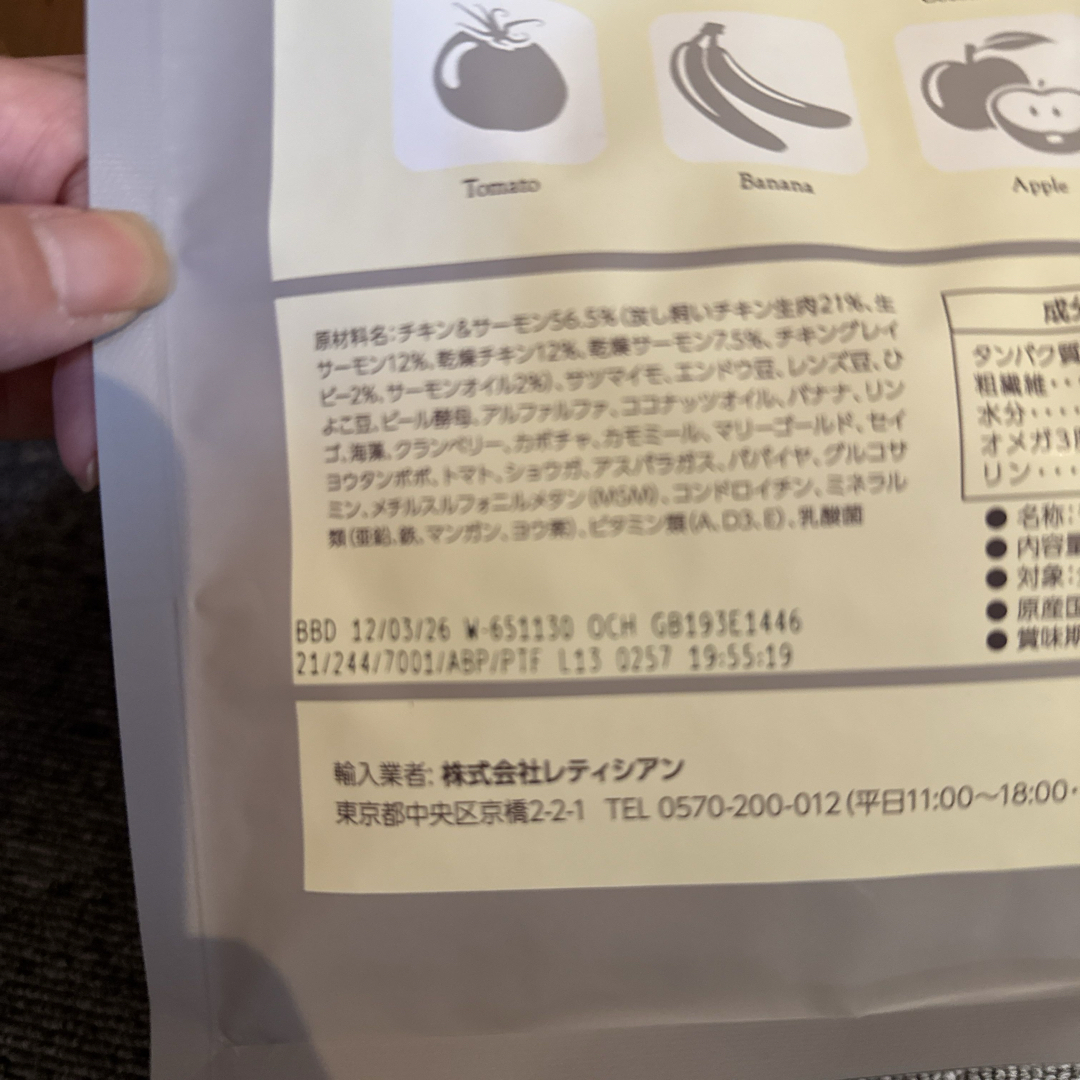 Tomato
Banana
Apple
原材料名:チキン&サーモン56.5%(放し飼いチキン生肉21%、生
サーモン12%、乾燥チキン12%、乾燥サーモン7.5%、チキングレイ
ビー2%、サーモンオイル2%)、サツマイモ、エンドウ豆、レンズ豆、ひ
よこ豆、ビール酵母、アルファルファ、ココナッツオイル、バナナ、リン
ゴ、海藻、クランベリー、カボチャ、カモミール、マリーゴールド、セイ
ヨウタンポポ、トマト、ショウガ、アスパラガス、パパイヤ、グルコサ
ミン、メチルスルフォニルメタン(MSM)、コンドロイチン、ミネラル
類(亜鉛、鉄、マンガン、ヨウ素)、ビタミン類(A、D3、E)、乳酸菌
成分
タンパク質
粗繊維・・・
水分・・・・
オメガ3
リン・・・・
● 名称:
● 内容量
● 対象:
● 原産国
● 賞味期
BBD 12/03/26 W-651130 OCH GB193E1446
21/244/7001/ABP/PTF L13 0257 19:55:19
輸入業者: 株式会社レティシアン
東京都中央区京橋2-2-1 TEL 0570-200-012(平日11:00〜18:00・